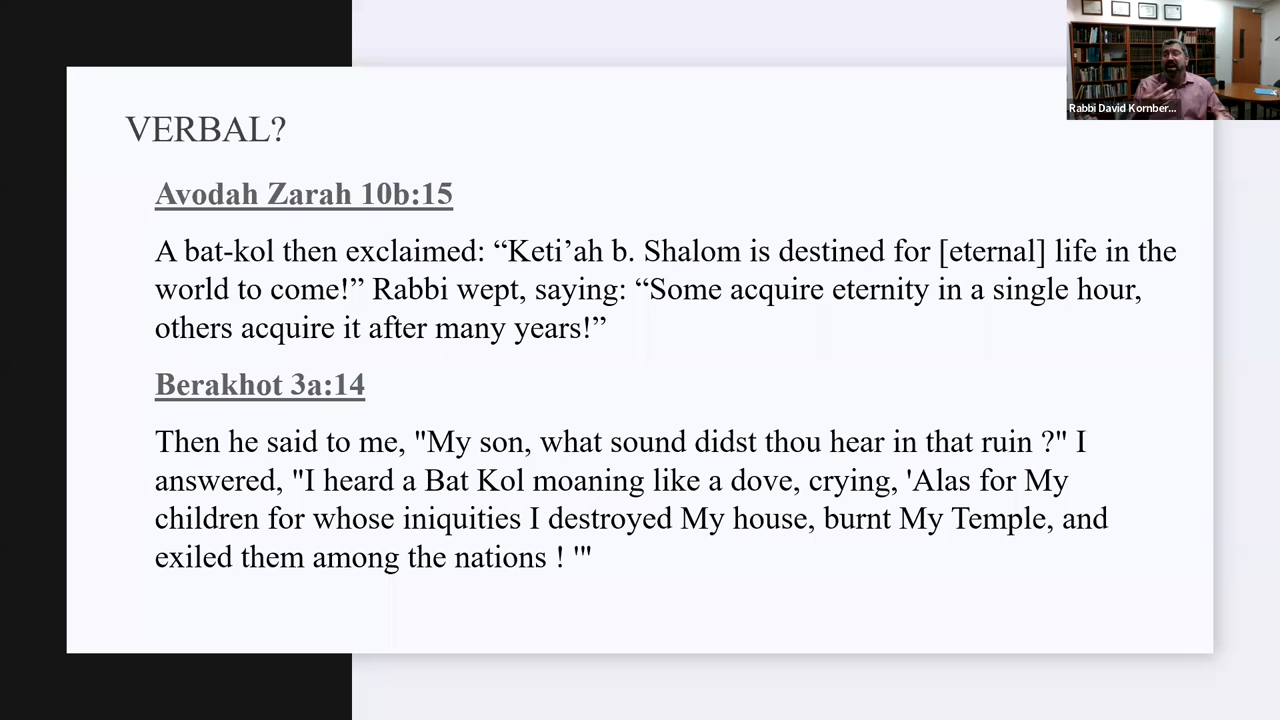 Rabbi David Kornber...
VERBAL?
Avodah Zarah 10b:15
A bat-kol then exclaimed: “Keti’ah b. Shalom is destined for [eternal] life in the
world to come!” Rabbi wept, saying: “Some acquire eternity in a single hour,
others acquire it after many years!”
Berakhot 3a:14
Then he said to me, "My son, what sound didst thou hear in that ruin ?" I
answered, "I heard a Bat Kol moaning like a dove, crying, 'Alas for My
children for whose iniquities I destroyed My house, burnt My Temple, and
exiled them among the nations ! '"